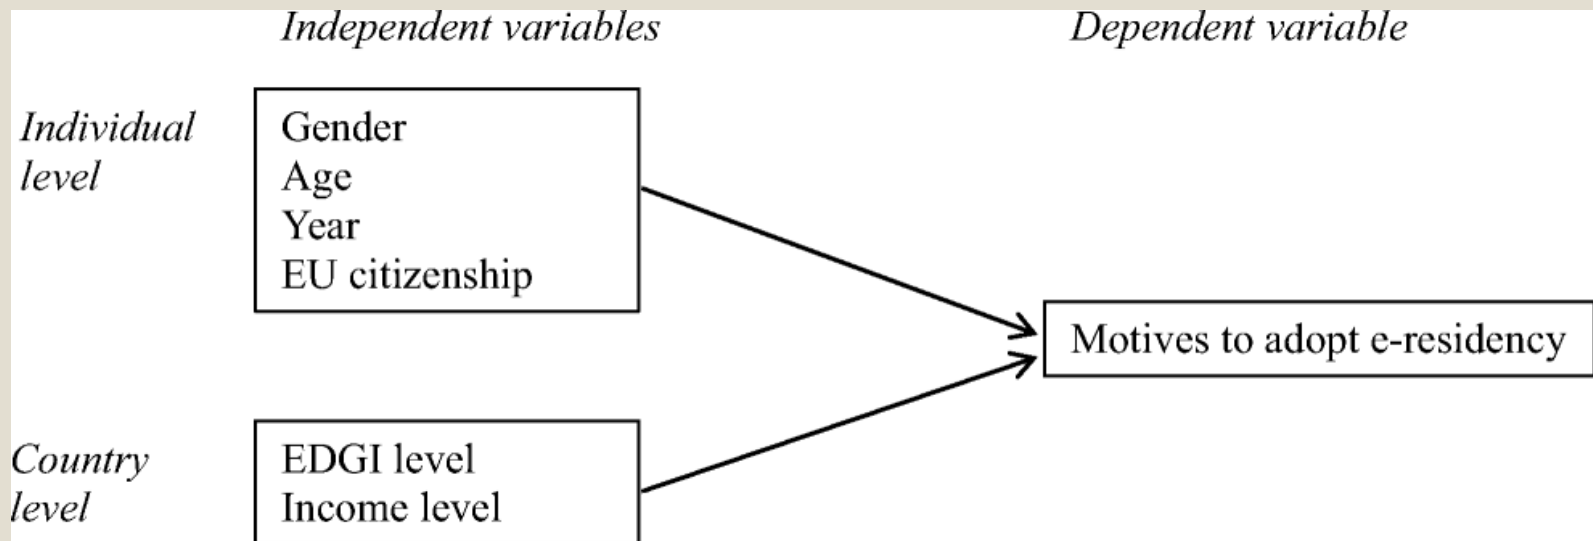 Independent variables
Dependent variable
Individual
level
Gender
Age
Year
EU citizenship
Motives to adopt e-residency
Country
level
EDGI level
Income level